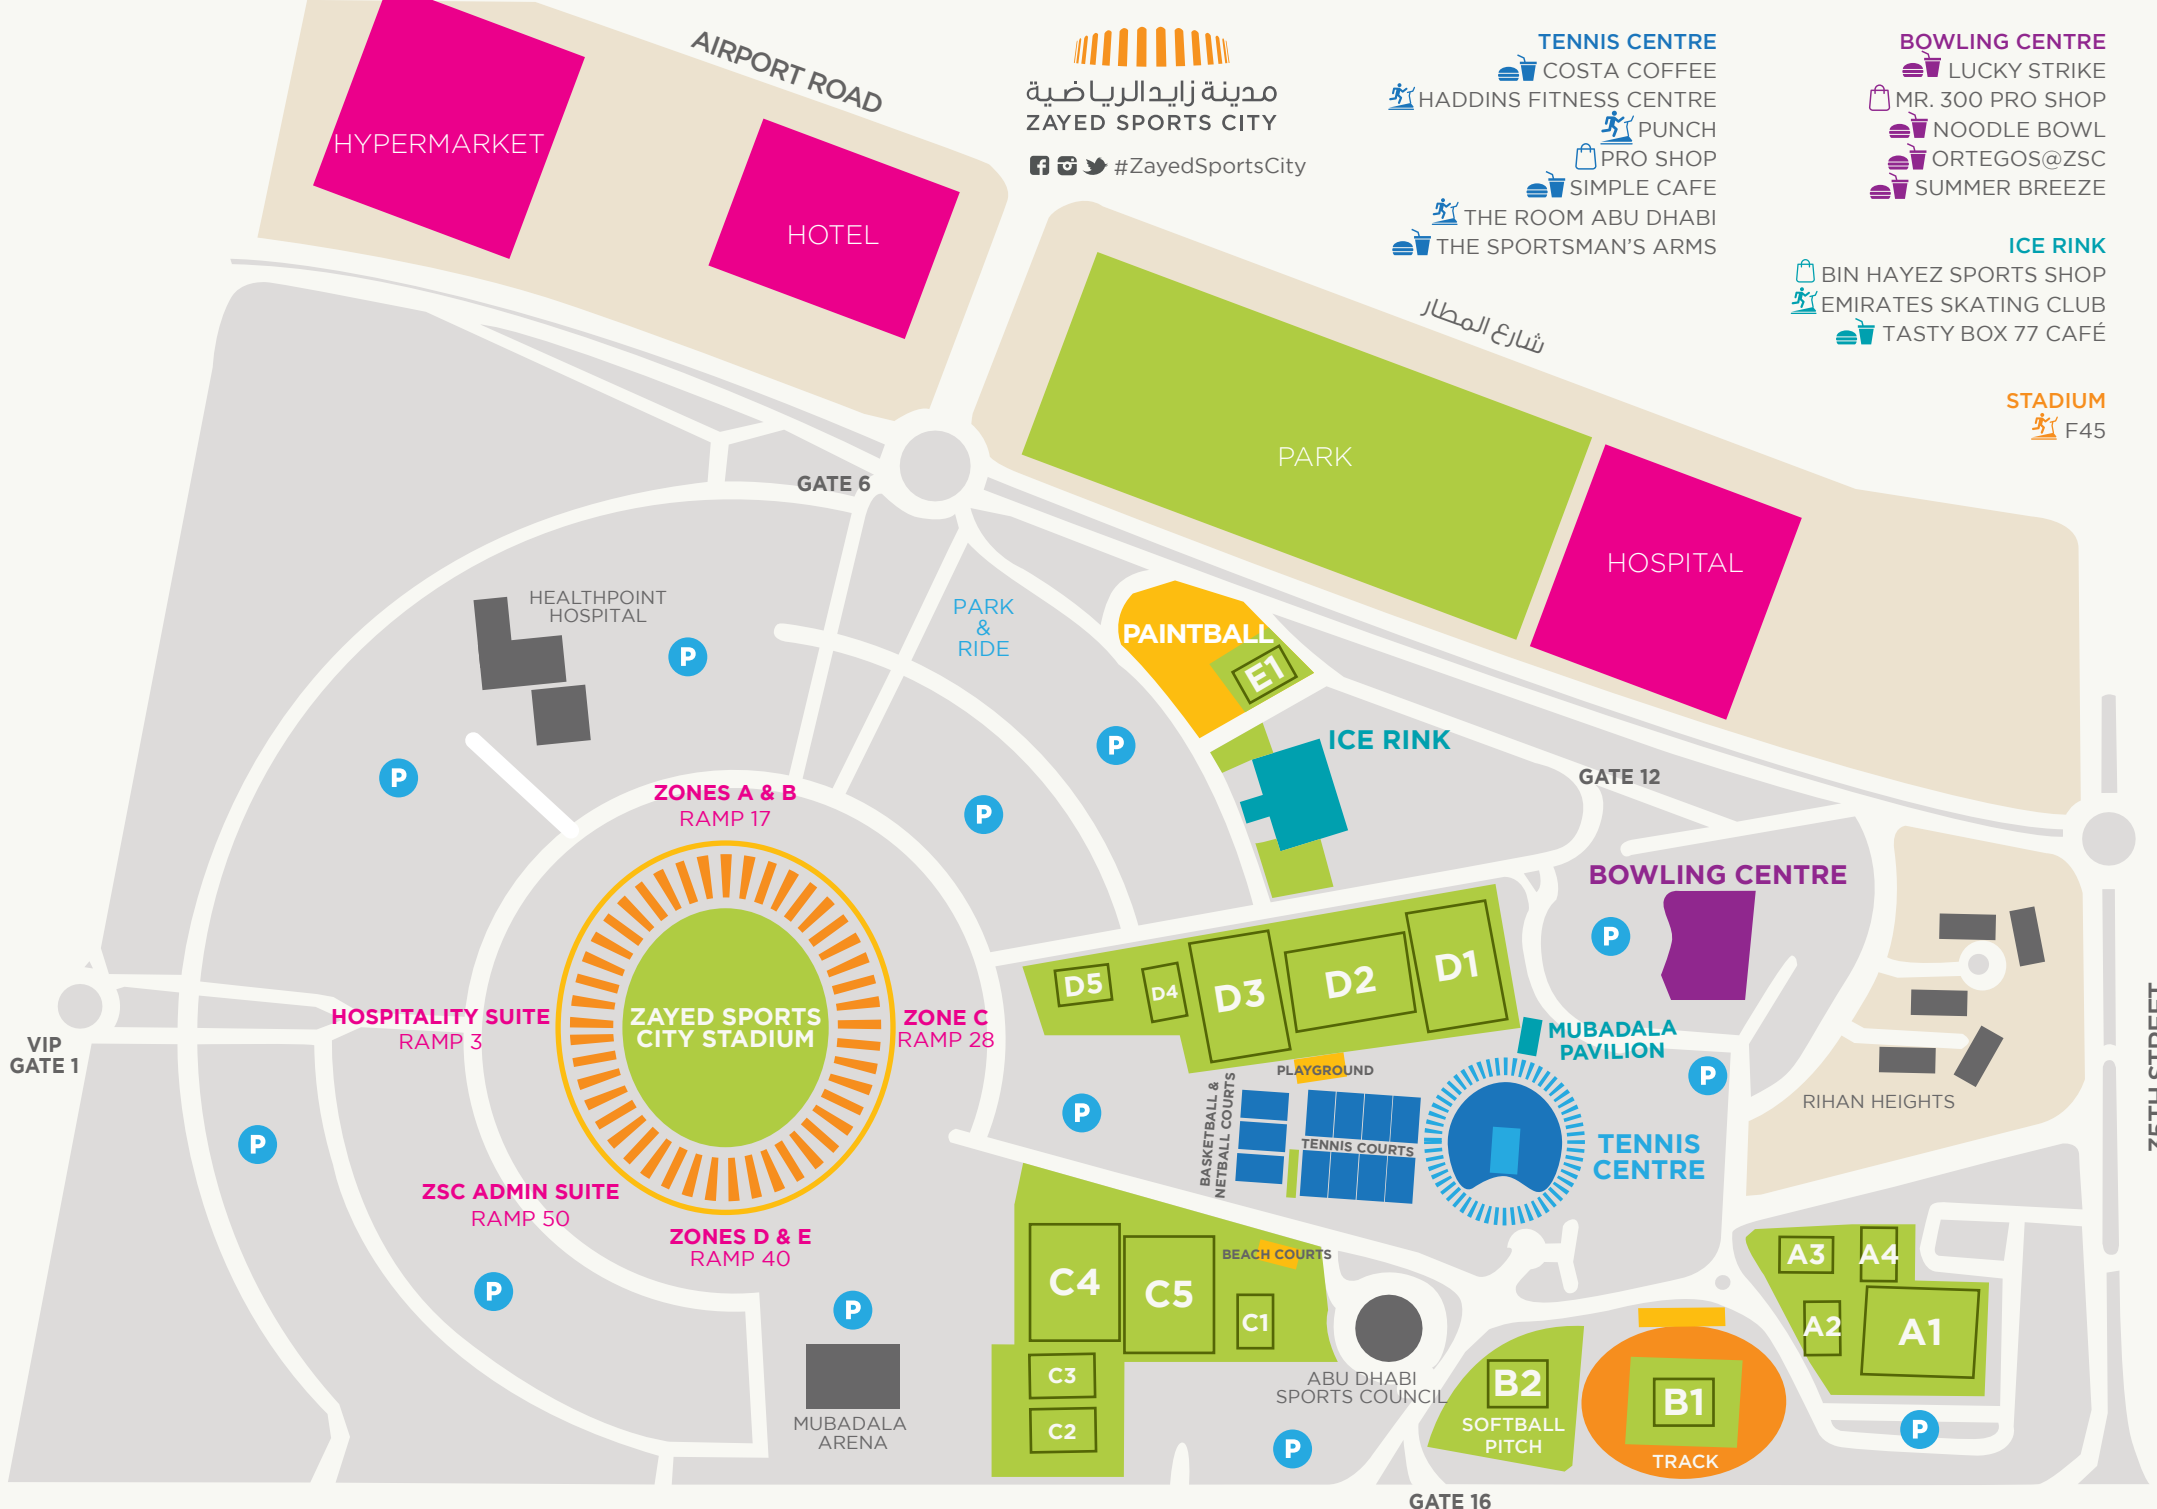 AIRPORT ROAD
HYPERMARKET
HOTEL
مدينة زايد الرياضية
ZAYED SPORTS CITY
#ZayedSportsCity
TENNIS CENTRE
COSTA COFFEE
HADDINS FITNESS CENTRE
PUNCH
PRO SHOP
SIMPLE CAFE
THE ROOM ABU DHABI
THE SPORTSMAN'S ARMS
BOWLING CENTRE
LUCKY STRIKE
MR. 300 PRO SHOP
NOODLE BOWL
ORTEGOS@ZSC
SUMMER BREEZE
ICE RINK
BIN HAYEZ SPORTS SHOP
EMIRATES SKATING CLUB
TASTY BOX 77 CAFÉ
STADIUM
F45
شارع المطار
PARK
HOSPITAL
GATE 6
HEALTHPOINT
HOSPITAL
P
P
PARK
&
RIDE
PAINTBALL
E1
P
P
ICE RINK
GATE 12
ZONES A & B
RAMP 17
BOWLING CENTRE
P
HOSPITALITY SUITE
RAMP 3
ZAYED SPORTS
CITY STADIUM
ZONE C
RAMP 28
VIP
GATE 1
D5
D4
D3
D2
D1
MUBADALA
PAVILION
P
PLAYGROUND
BASKETBALL &
NETBALL COURTS
TENNIS COURTS
TENNIS
CENTRE
RIHAN HEIGHTS
P
P
ZSC ADMIN SUITE
RAMP 50
ZONES D & E
RAMP 40
P
P
MUBADALA
ARENA
C4
C5
BEACH COURTS
C1
C3
C2
ABU DHABI
SPORTS COUNCIL
P
B2
SOFTBALL
PITCH
B1
TRACK
A3
A4
A2
A1
P
GATE 16